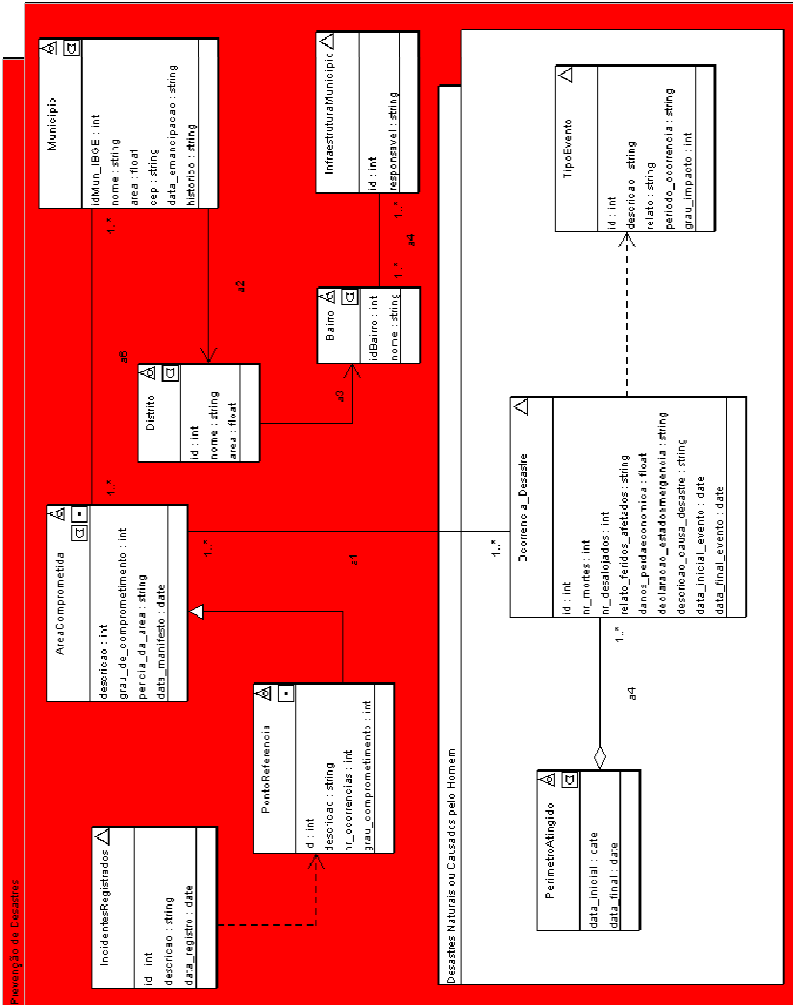 Prevenção de Desastres
Municipio
idMun_IBGE : int
nome : string
area : float
cep : string
data_emancipacao : string
historico : string
InfraestruturaMunicipio
id : int
responsavel : string
TipoEvento
id : int
descricao : string
relato : string
periodo_ocorrencia : string
grau_impacto : int
1..*
a2
1..*
a4
1..*
Bairro
idBairro : int
nome : string
a3
Distrito
id : int
nome : string
area : float
1..*
AreaComprometida
descricao : int
grau_de_comprometimento : int
pericia_da_area : string
data_manifesto : date
1..*
a1
1..*
Ocorrencia_Desastre
id : int
nr_mortes : int
nr_desalojados : int
relato_feridos_afetados : string
danos_perdaeconomica : float
declaracao_estadoemergencia : string
descricao_causa_desastre : string
data_inicial_evento : date
data_final_evento : date
1..*
a4
PontoReferencia
id : int
descricao : string
nr_ocorrencias : int
grau_comprometimento : int
IncidentesRegistrados
id : int
descricao : string
data_registro : date
Desastres Naturais ou Causados pelo Homem
PerimetroAtingido
data_inicial : date
data_final : date